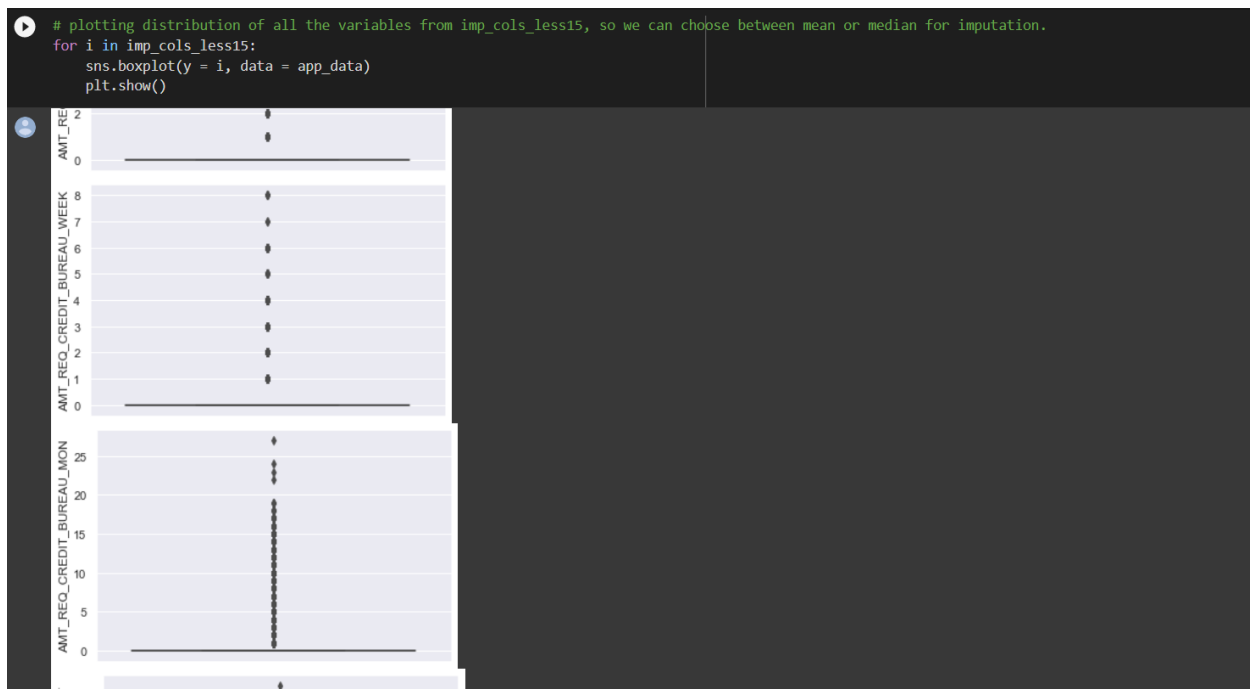 # plotting distribution of all the variables from imp_cols_less15, so we can choose between mean or median for imputation.
for i in imp_cols_less15:
    sns.boxplot(y = i, data = app_data)
    plt.show()
AMT_RE
2
0
AMT_REQ_CREDIT_BUREAU_WEEK
8
7
6
5
4
3
2
1
0
AMT_REQ_CREDIT_BUREAU_MON
25
20
15
10
5
0